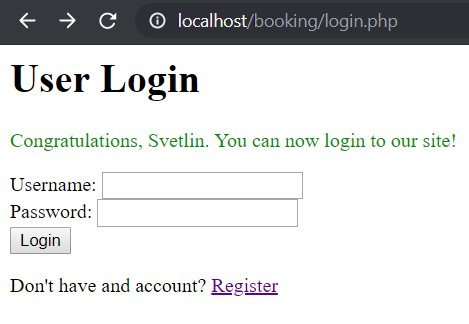 localhost/booking/login.php
User Login
Congratulations, Svetlin. You can now login to our site!
Username:
Password:
Login
Don't have and account? Register